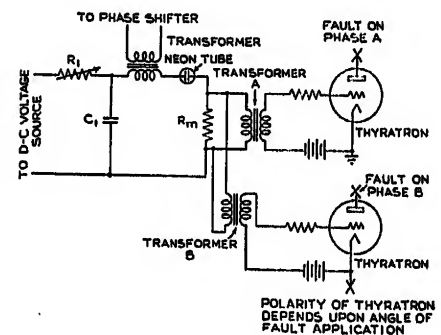 TO PHASE SHIFTER
TRANSFORMER
NEON TUBE
R1
C1
TO D-C VOLTAGE
SOURCE
Rm
TRANSFORMER
A
FAULT ON
PHASE A
THYRATRON
TRANSFORMER
B
FAULT ON
PHASE B
THYRATRON
POLARITY OF THYRATRON
DEPENDS UPON ANGLE OF
FAULT APPLICATION